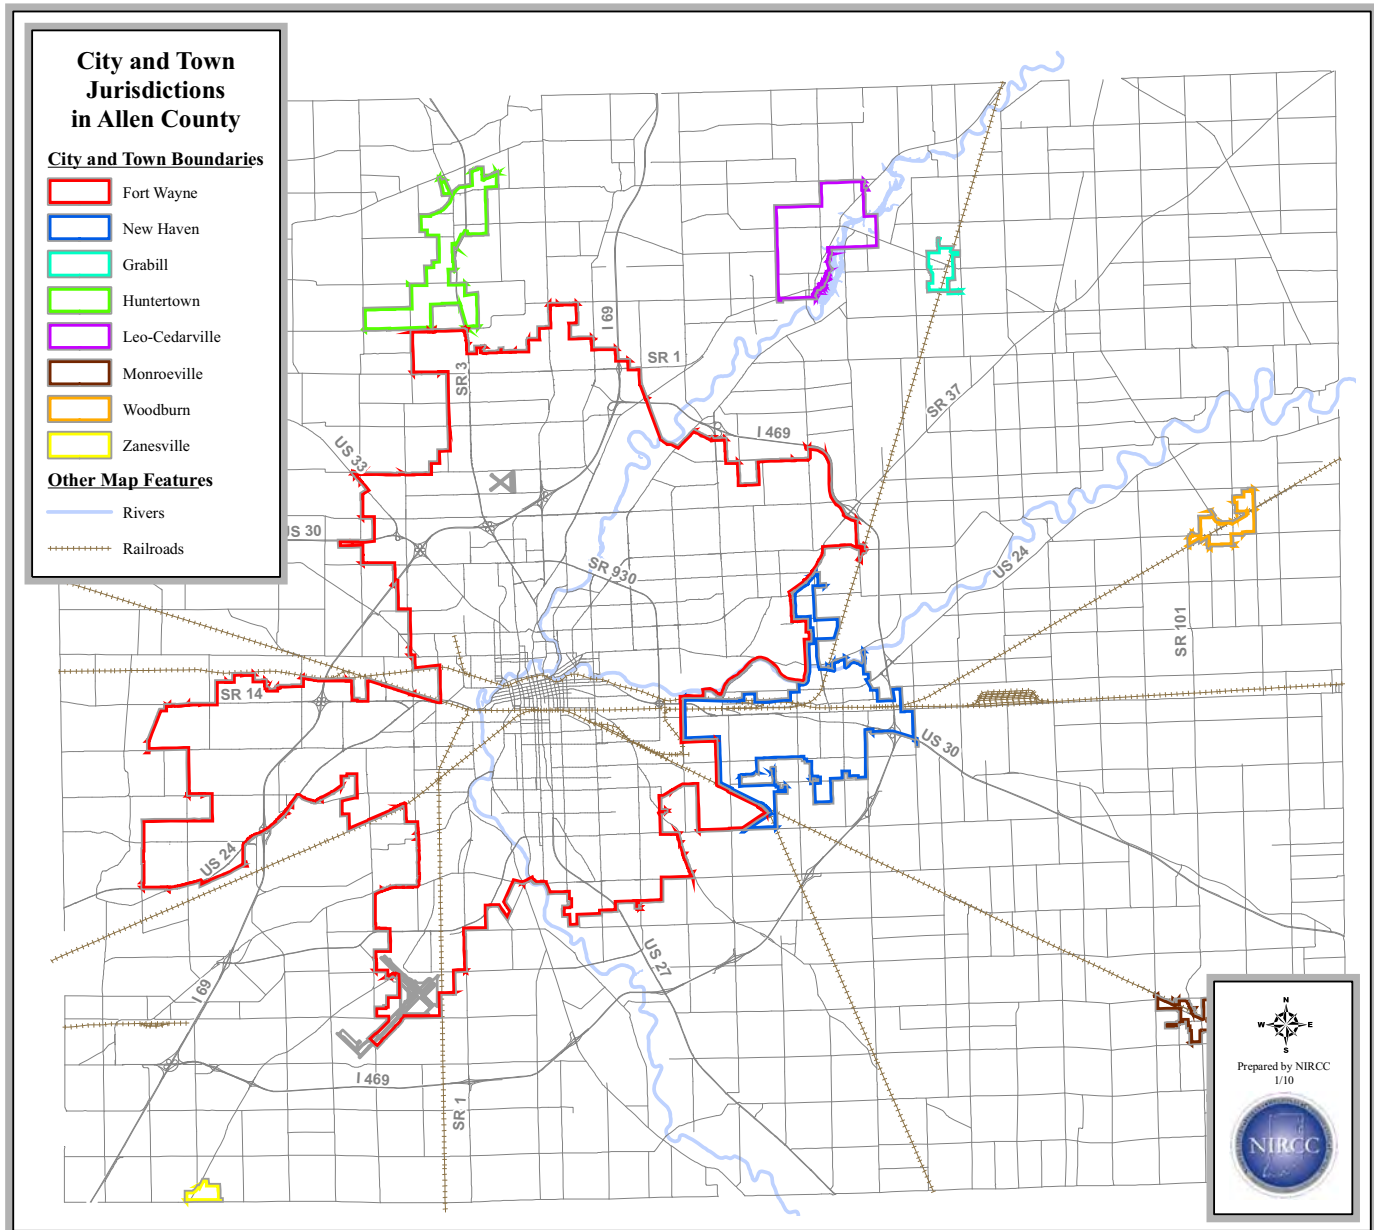 City and Town
Jurisdictions
in Allen County
City and Town Boundaries
Fort Wayne
New Haven
Grabill
Huntertown
Leo-Cedarville
Monroeville
Woodburn
Zanesville
Other Map Features
Rivers
Railroads
I 69
SR 1
SR 3
SR 37
I 469
US 33
US 30
SR 930
US 24
SR 101
SR 14
US 30
US 24
US 27
I 69
I 469
SR 1
N
W E
S
Prepared by NIRCC
1/10
NIRCC